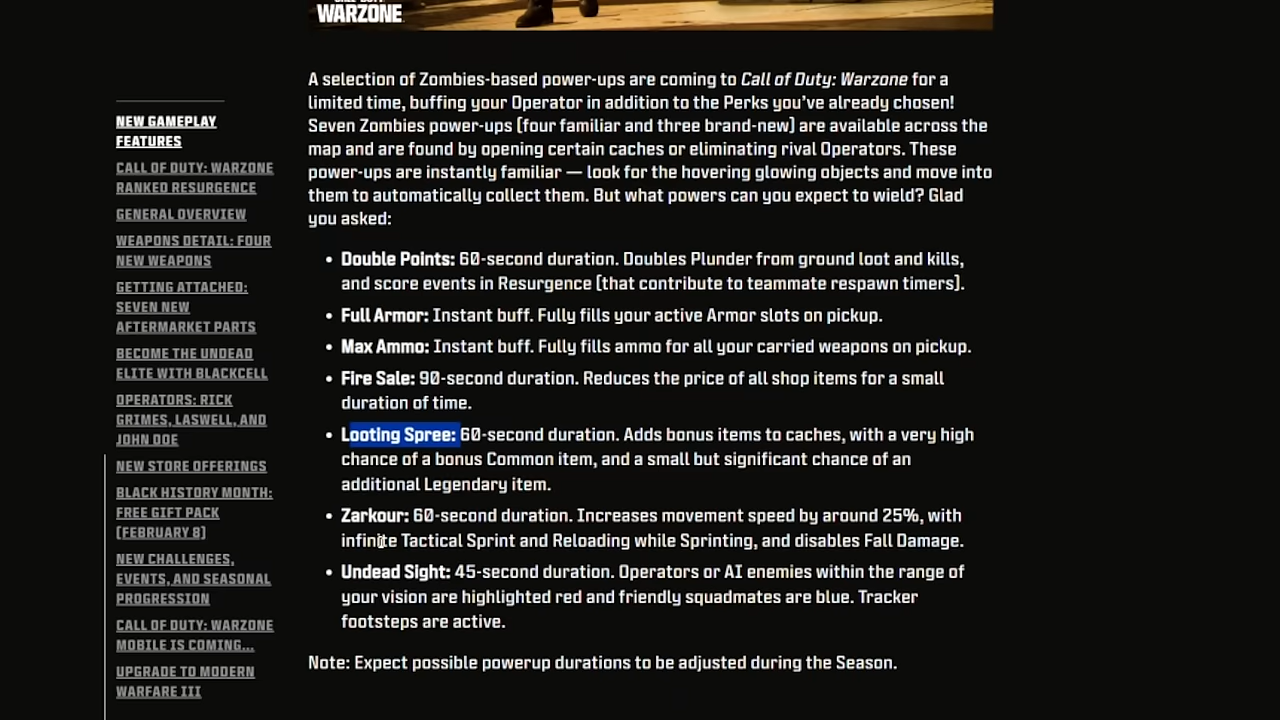 WARZONE
A selection of Zombies-based power-ups are coming to Call of Duty: Warzone for a
limited time, buffing your Operator in addition to the Perks you've already chosen!
Seven Zombies power-ups [four familiar and three brand-new] are available across the
map and are found by opening certain caches or eliminating rival Operators. These
power-ups are instantly familiar — look for the hovering glowing objects and move into
them to automatically collect them. But what powers can you expect to wield? Glad
you asked:
• Double Points: 60-second duration. Doubles Plunder from ground loot and kills,
and score events in Resurgence [that contribute to teammate respawn timers].
• Full Armor: Instant buff. Fully fills your active Armor slots on pickup.
• Max Ammo: Instant buff. Fully fills ammo for all your carried weapons on pickup.
• Fire Sale: 90-second duration. Reduces the price of all shop items for a small
duration of time.
• Looting Spree: 60-second duration. Adds bonus items to caches, with a very high
chance of a bonus Common item, and a small but significant chance of an
additional Legendary item.
• Zarkour: 60-second duration. Increases movement speed by around 25%, with
infinite Tactical Sprint and Reloading while Sprinting, and disables Fall Damage.
• Undead Sight: 45-second duration. Operators or AI enemies within the range of
your vision are highlighted red and friendly squadmates are blue. Tracker
footsteps are active.
Note: Expect possible powerup durations to be adjusted during the Season.
NEW GAMEPLAY
FEATURES
CALL OF DUTY: WARZONE
RANKED RESURGENCE
GENERAL OVERVIEW
WEAPONS DETAIL: FOUR
NEW WEAPONS
GETTING ATTACHED:
SEVEN NEW
AFTERMARKET PARTS
BECOME THE UNDEAD
ELITE WITH BLACKCELL
OPERATORS: RICK
GRIMES, LASWELL, AND
JOHN DOE
NEW STORE OFFERINGS
BLACK HISTORY MONTH:
FREE GIFT PACK
[FEBRUARY 8]
NEW CHALLENGES,
EVENTS, AND SEASONAL
PROGRESSION
CALL OF DUTY: WARZONE
MOBILE IS COMING...
UPGRADE TO MODERN
WARFARE III